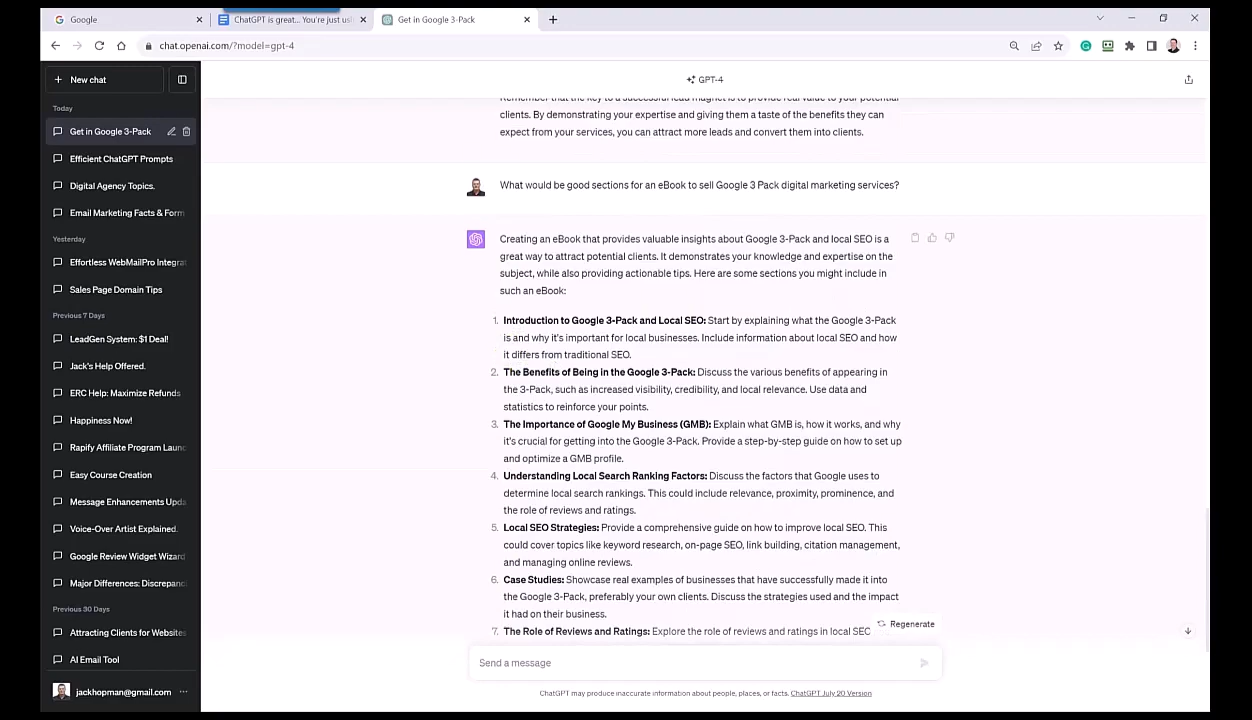 Google
ChatGPT is great... You're just usi
Get in Google 3-Pack
chat.openai.com/?model=gpt-4
New chat
GPT-4
Today
Get in Google 3-Pack
Efficient ChatGPT Prompts
Digital Agency Topics.
Email Marketing Facts & Form
Yesterday
Effortless WebMailPro Integrat
Sales Page Domain Tips
Previous 7 Days
LeadGen System: $1 Deal!
Jack's Help Offered.
ERC Help: Maximize Refunds
Happiness Now!
Rapify Affiliate Program Laun
Easy Course Creation
Message Enhancements Upda
Voice-Over Artist Explained.
Google Review Widget Wizard
Major Differences: Discrepanc
Previous 30 Days
Attracting Clients for Websites
AI Email Tool
jackhopman@gmail.com
Remember that the key to a successful lead magnet is to provide real value to your potential
clients. By demonstrating your expertise and giving them a taste of the benefits they can
expect from your services, you can attract more leads and convert them into clients.
What would be good sections for an eBook to sell Google 3 Pack digital marketing services?
Creating an eBook that provides valuable insights about Google 3-Pack and local SEO is a
great way to attract potential clients. It demonstrates your knowledge and expertise on the
subject, while also providing actionable tips. Here are some sections you might include in
such an eBook:
1. Introduction to Google 3-Pack and Local SEO: Start by explaining what the Google 3-Pack
is and why it's important for local businesses. Include information about local SEO and how
it differs from traditional SEO.
2. The Benefits of Being in the Google 3-Pack: Discuss the various benefits of appearing in
the 3-Pack, such as increased visibility, credibility, and local relevance. Use data and
statistics to reinforce your points.
3. The Importance of Google My Business (GMB): Explain what GMB is, how it works, and why
it's crucial for getting into the Google 3-Pack. Provide a step-by-step guide on how to set up
and optimize a GMB profile.
4. Understanding Local Search Ranking Factors: Discuss the factors that Google uses to
determine local search rankings. This could include relevance, proximity, prominence, and
the role of reviews and ratings.
5. Local SEO Strategies: Provide a comprehensive guide on how to improve local SEO. This
could cover topics like keyword research, on-page SEO, link building, citation management,
and managing online reviews.
6. Case Studies: Showcase real examples of businesses that have successfully made it into
the Google 3-Pack, preferably your own clients. Discuss the strategies used and the impact
it had on their business.
7. The Role of Reviews and Ratings: Explore the role of reviews and ratings in local SEO
Regenerate
Send a message
ChatGPT may produce inaccurate information about people, places, or facts. ChatGPT July 20 Version